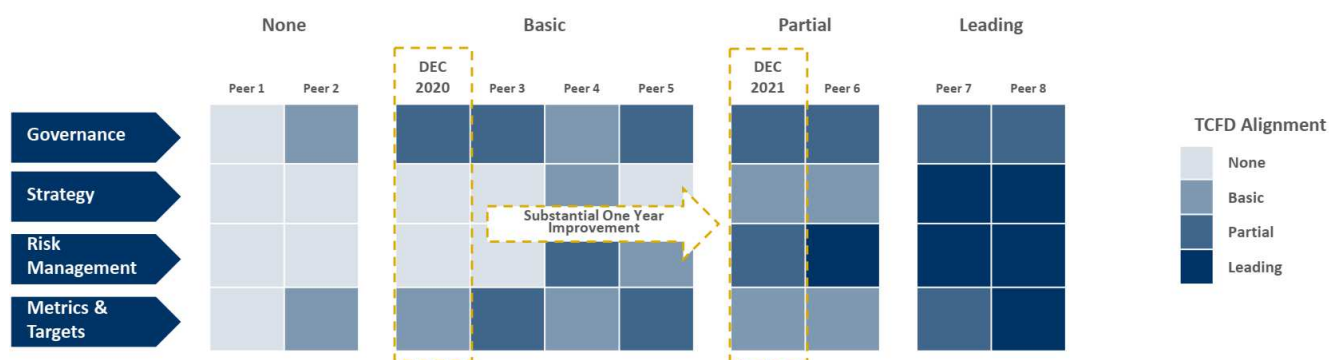 None Basic Partial Leading
DEC
2020
DEC
2021
Peer 1 Peer 2 Peer 3 Peer 4 Peer 5 Peer 6 Peer 7 Peer 8
Governance
Strategy
Risk
Management
Metrics &
Targets
Substantial One Year
Improvement
TCFD Alignment
None
Basic
Partial
Leading